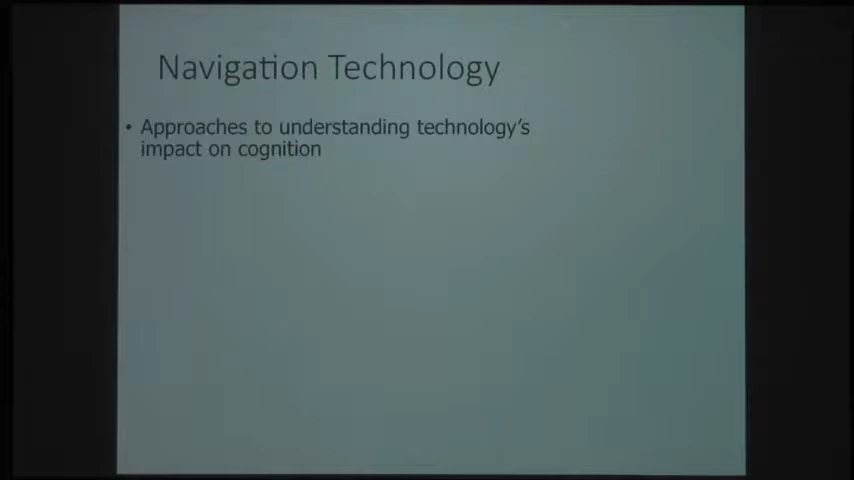 Navigation Technology
• Approaches to understanding technology's
impact on cognition